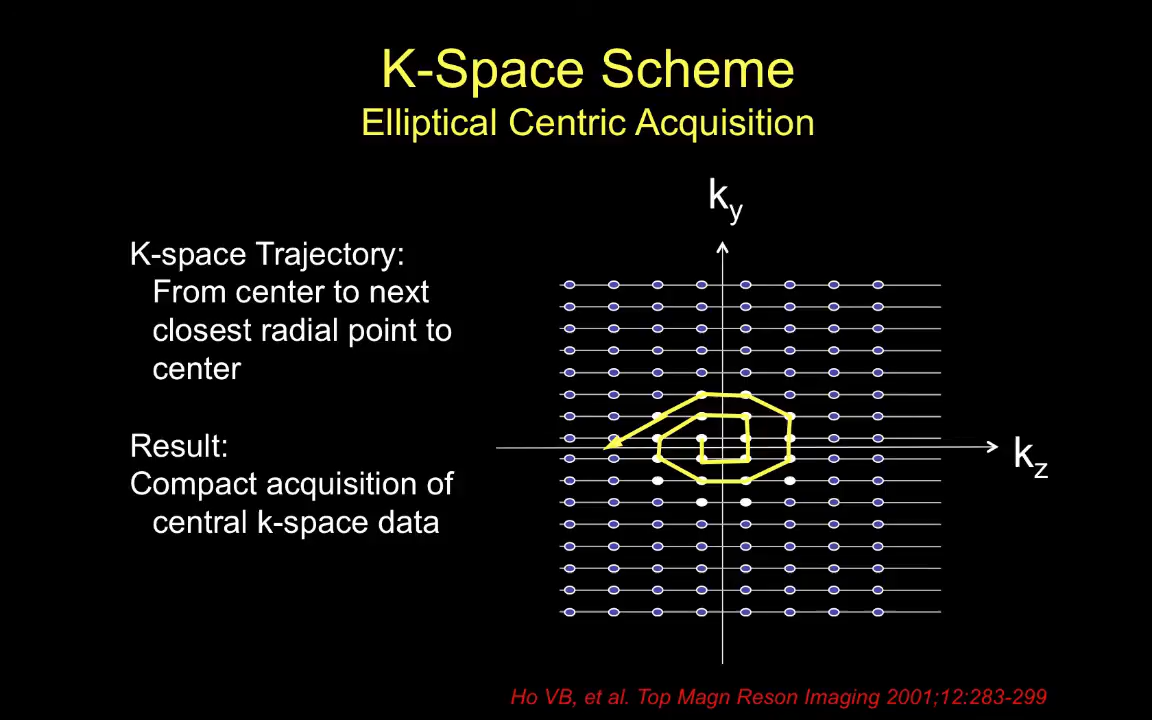 K-Space Scheme
Elliptical Centric Acquisition
K-space Trajectory:
From center to next
closest radial point to
center
Result:
Compact acquisition of
central k-space data
ky
kz
Ho VB, et al. Top Magn Reson Imaging 2001;12:283-299